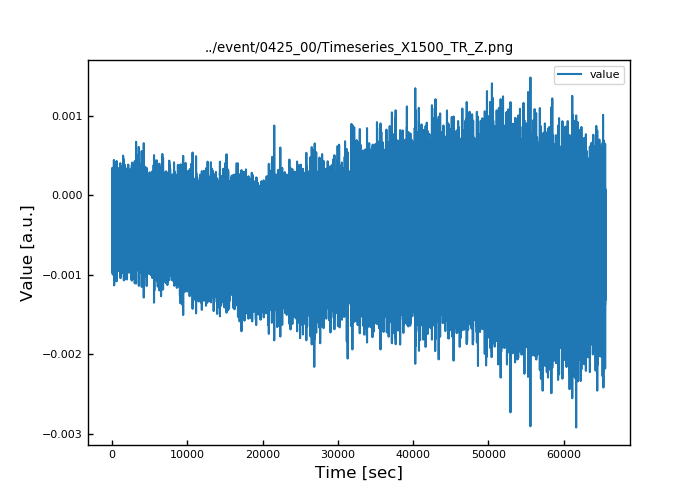 ../event/0425_00/Timeseries_X1500_TR_Z.png
value
0.001
0.000
−0.001
−0.002
−0.003
Value [a.u.]
0 10000 20000 30000 40000 50000 60000
Time [sec]